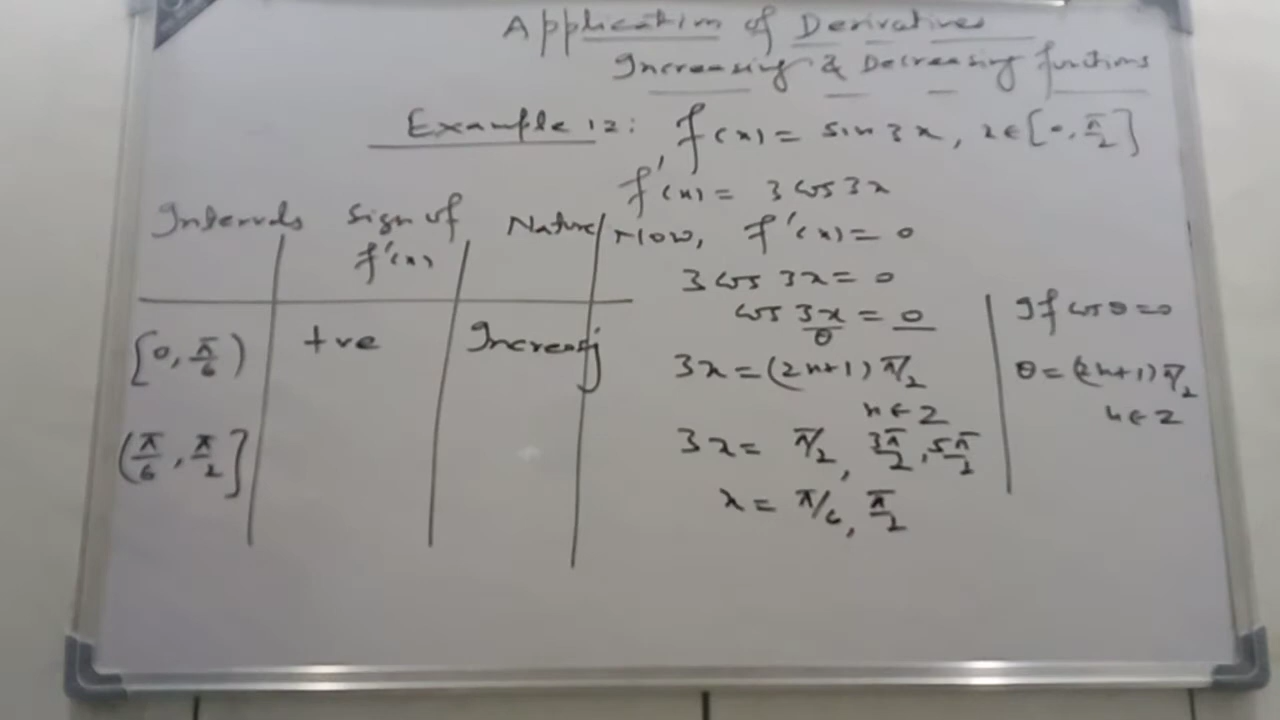 Application of Derivatives
Increasing & Decreasing functions
Example 12: f(x) = sin 3x, x ∈ [0, π/2]
f'(x) = 3 cos 3x
Now, f'(x) = 0
3 cos 3x = 0
cos 3x = 0
θ
3x = (2n+1) π/2
n ∈ Z
3x = π/2, 3π/2, 5π/2
x = π/6, π/2
If cos θ = 0
θ = (2n+1) π/2
n ∈ Z
Intervals Sign of f'(x) Nature
[0, π/6) +ve Increasing
(π/6, π/2]